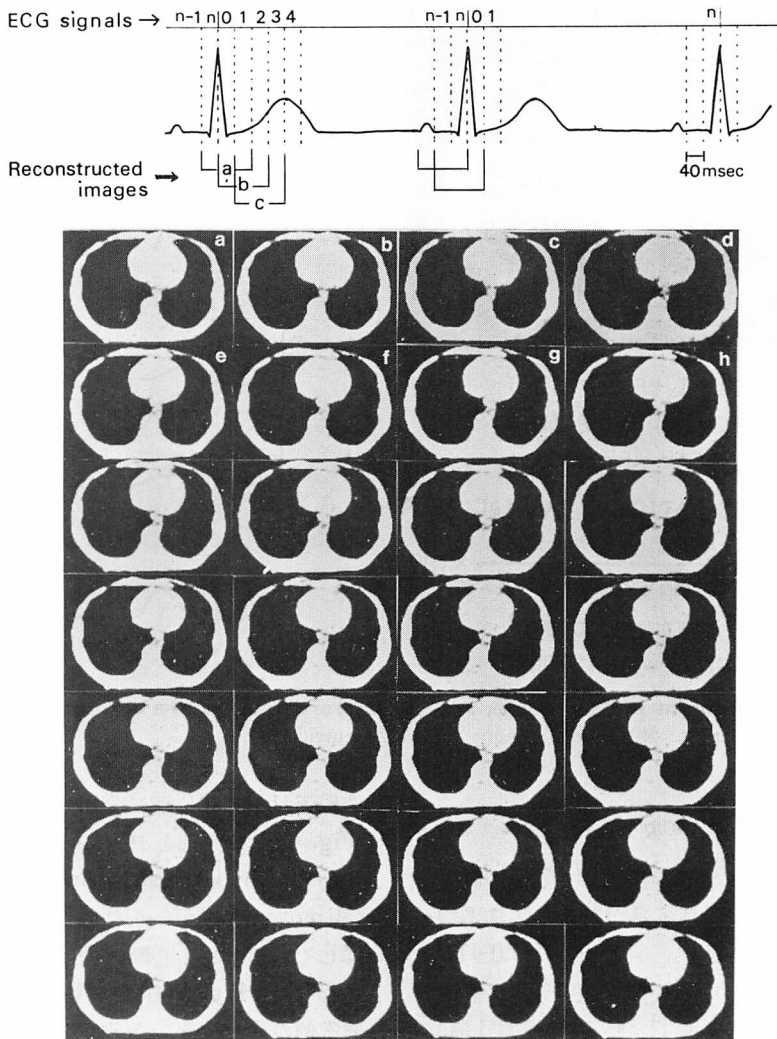 ECG signals → n-1 n 0 1 2 3 4 n-1 n 0 1 n
Reconstructed images → a b c 40 msec
a b c d
e f g h